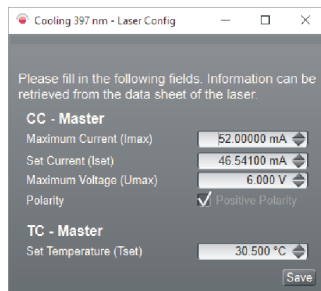 Cooling 397 nm - Laser Config
Please fill in the following fields. Information can be
retrieved from the data sheet of the laser.
CC - Master
Maximum Current (Imax) 52.00000 mA
Set Current (Iset) 46.54100 mA
Maximum Voltage (Umax) 6.000 V
Polarity Positive Polarity
TC - Master
Set Temperature (Tset) 30.500 °C
Save